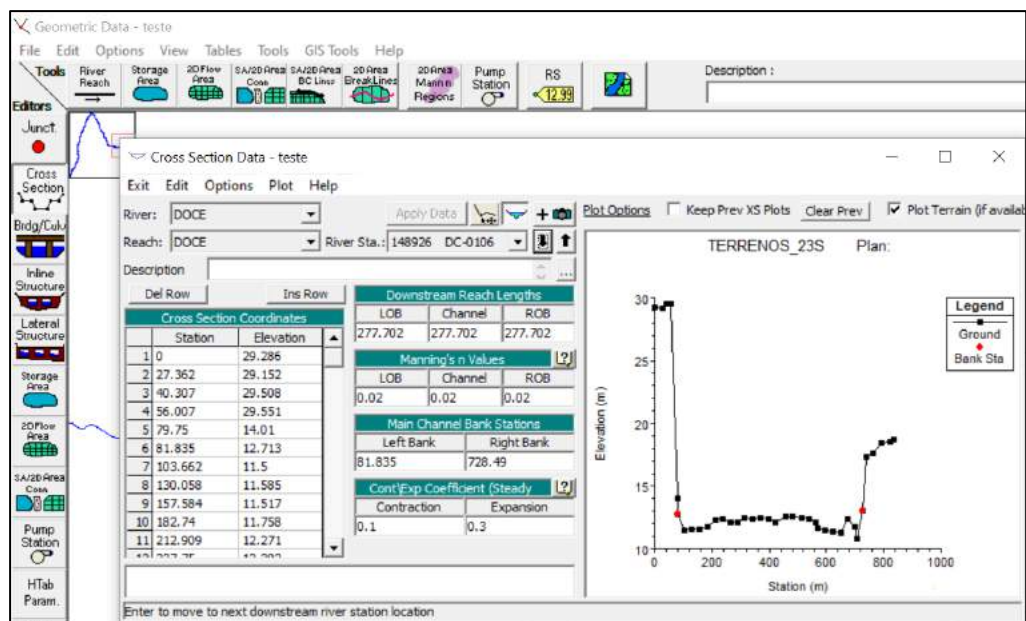 Geometric Data - teste
File Edit Options View Tables Tools GIS Tools Help
Tools River Reach Storage Area 2D Flow Area SA/2D Area Conn SA/2D Area BC Lines 2D Area BreakLines 2D Area Mann n Regions Pump Station RS 12.99 Description :
Editors
Junct.
Cross Section
Brdg/Culv
Inline Structure
Lateral Structure
Storage Area
2D Flow Area
SA/2D Area Conn
Pump Station
HTab Param.
Cross Section Data - teste
Exit Edit Options Plot Help
River: DOCE Apply Data Plot Options Keep Prev XS Plots Clear Prev Plot Terrain (if availab
Reach: DOCE River Sta.: 148926 DC-0106
Description ...
Del Row Ins Row
Cross Section Coordinates
Station Elevation
1 0 29.286
2 27.362 29.152
3 40.307 29.508
4 56.007 29.551
5 79.75 14.01
6 81.835 12.713
7 103.662 11.5
8 130.058 11.585
9 157.584 11.517
10 182.74 11.758
11 212.909 12.271
Downstream Reach Lengths
LOB Channel ROB
277.702 277.702 277.702
Manning's n Values ?
LOB Channel ROB
0.02 0.02 0.02
Main Channel Bank Stations
Left Bank Right Bank
81.835 728.49
Cont\Exp Coefficient (Steady ?
Contraction Expansion
0.1 0.3
Enter to move to next downstream river station location
TERRENOS_23S Plan:
Legend
Ground
Bank Sta
Elevation (m)
30
25
20
15
10
0 200 400 600 800 1000
Station (m)